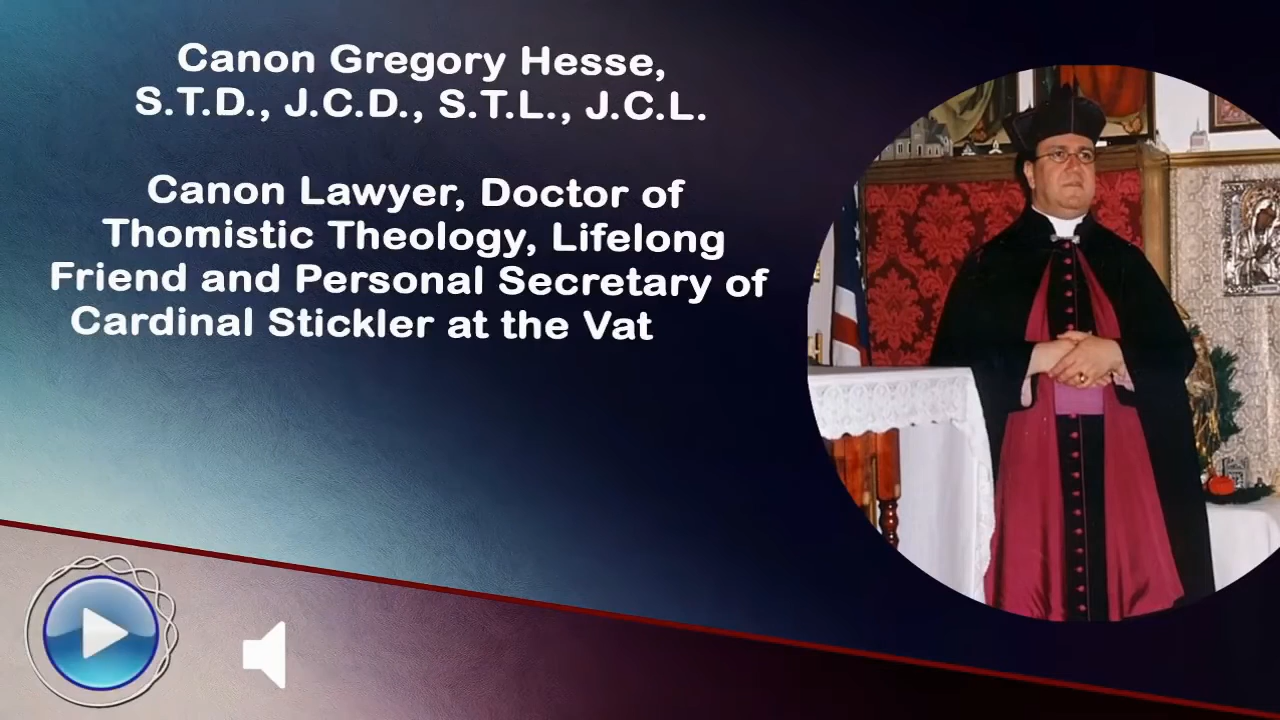 Canon Gregory Hesse,
S.T.D., J.C.D., S.T.L., J.C.L.
Canon Lawyer, Doctor of
Thomistic Theology, Lifelong
Friend and Personal Secretary of
Cardinal Stickler at the Vat